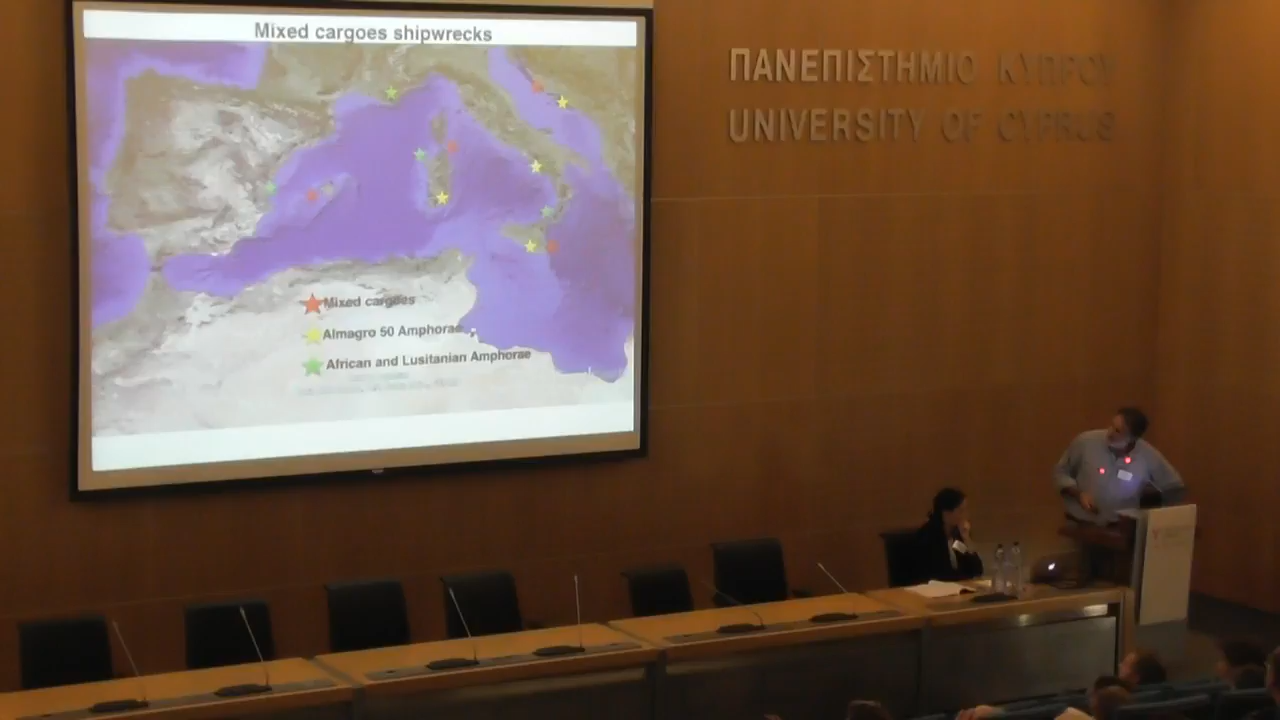 Mixed cargoes shipwrecks
Mixed cargoes
Almagro 50 Amphorae
African and Lusitanian Amphorae
ΠΑΝΕΠΙΣΤΗΜΙΟ ΚΥΠΡΟΥ
UNIVERSITY OF CYPRUS